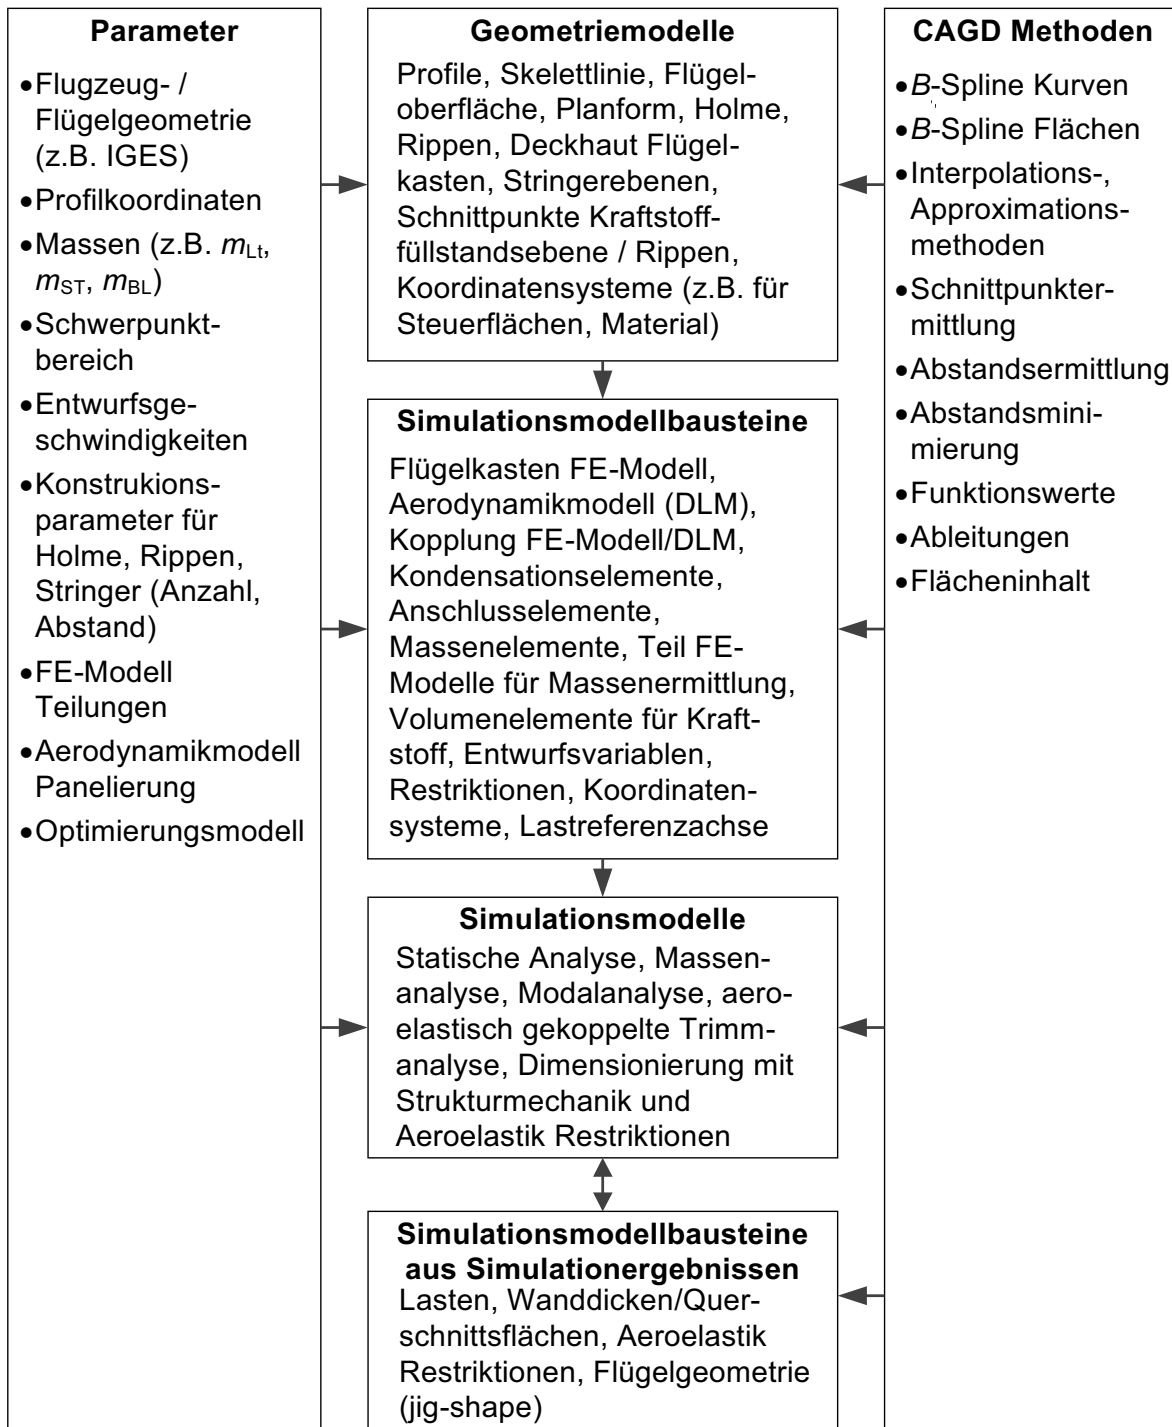 Parameter
•Flugzeug- /
Flügelgeometrie
(z.B. IGES)
•Profilkoordinaten
•Massen (z.B. mLt,
mST, mBL)
•Schwerpunkt-
bereich
•Entwurfsge-
schwindigkeiten
•Konstrukions-
parameter für
Holme, Rippen,
Stringer (Anzahl,
Abstand)
•FE-Modell
Teilungen
•Aerodynamikmodell
Panelierung
•Optimierungsmodell
Geometriemodelle
Profile, Skelettlinie, Flügel-
oberfläche, Planform, Holme,
Rippen, Deckhaut Flügel-
kasten, Stringerebenen,
Schnittpunkte Kraftstoff-
füllstandsebene / Rippen,
Koordinatensysteme (z.B. für
Steuerflächen, Material)
Simulationsmodellbausteine
Flügelkasten FE-Modell,
Aerodynamikmodell (DLM),
Kopplung FE-Modell/DLM,
Kondensationselemente,
Anschlusselemente,
Massenelemente, Teil FE-
Modelle für Massenermittlung,
Volumenelemente für Kraft-
stoff, Entwurfsvariablen,
Restriktionen, Koordinaten-
systeme, Lastreferenzachse
Simulationsmodelle
Statische Analyse, Massen-
analyse, Modalanalyse, aero-
elastisch gekoppelte Trimm-
analyse, Dimensionierung mit
Strukturmechanik und
Aeroelastik Restriktionen
Simulationsmodellbausteine
aus Simulationergebnissen
Lasten, Wanddicken/Quer-
schnittsflächen, Aeroelastik
Restriktionen, Flügelgeometrie
(jig-shape)
CAGD Methoden
•B-Spline Kurven
•B-Spline Flächen
•Interpolations-,
Approximations-
methoden
•Schnittpunkter-
mittlung
•Abstandsermittlung
•Abstandsmini-
mierung
•Funktionswerte
•Ableitungen
•Flächeninhalt